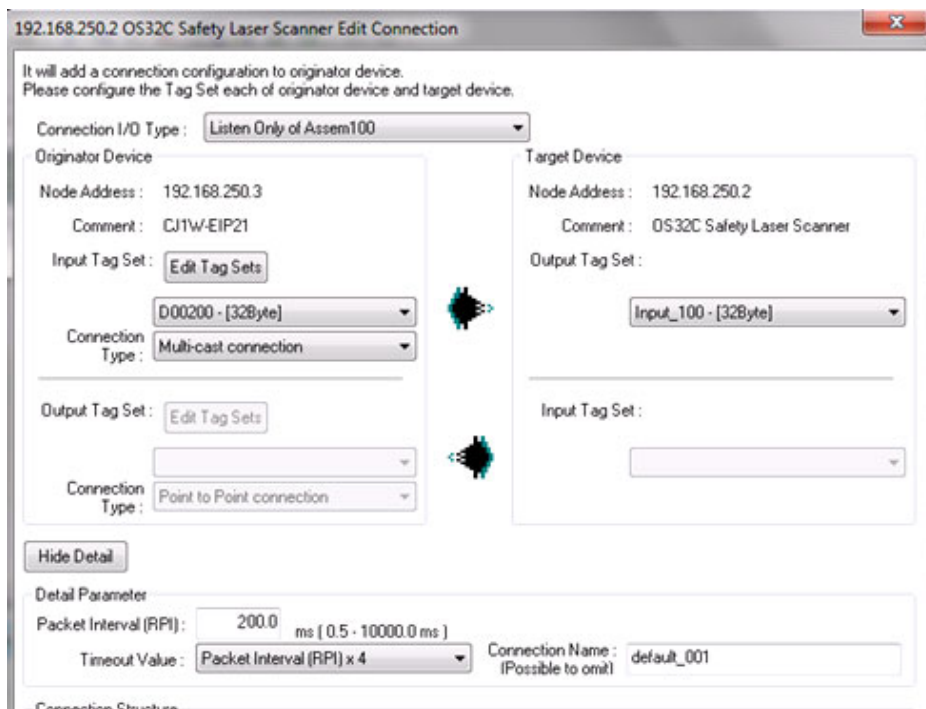 192.168.250.2 OS32C Safety Laser Scanner Edit Connection
It will add a connection configuration to originator device.
Please configure the Tag Set each of originator device and target device.
Connection I/O Type : Listen Only of Assem100
Originator Device
Node Address : 192.168.250.3
Comment : CJ1W-EIP21
Input Tag Set : Edit Tag Sets
D00200 - [32Byte]
Connection
Type : Multi-cast connection
Output Tag Set : Edit Tag Sets
Connection
Type : Point to Point connection
Target Device
Node Address : 192.168.250.2
Comment : OS32C Safety Laser Scanner
Output Tag Set :
Input_100 - [32Byte]
Input Tag Set :
Hide Detail
Detail Parameter
Packet Interval (RPI) : 200.0 ms ( 0.5 - 10000.0 ms )
Timeout Value : Packet Interval (RPI) x 4
Connection Name : default_001
(Possible to omit)
Connection Structure